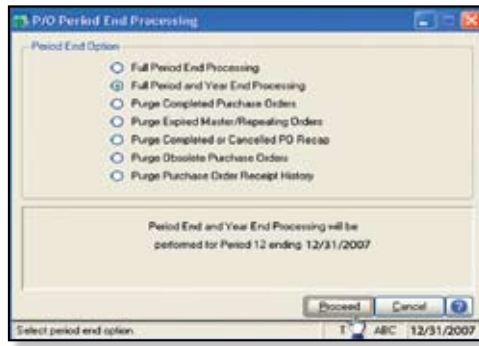 P/O Period End Processing
Period End Option
Full Period End Processing
Full Period and Year End Processing
Purge Completed Purchase Orders
Purge Expired Master/Repeating Orders
Purge Completed or Cancelled PO Recap
Purge Obsolete Purchase Orders
Purge Purchase Order Receipt History
Period End and Year End Processing will be
performed for Period 12 ending 12/31/2007
Proceed Cancel ?
Select period end option. ABC 12/31/2007